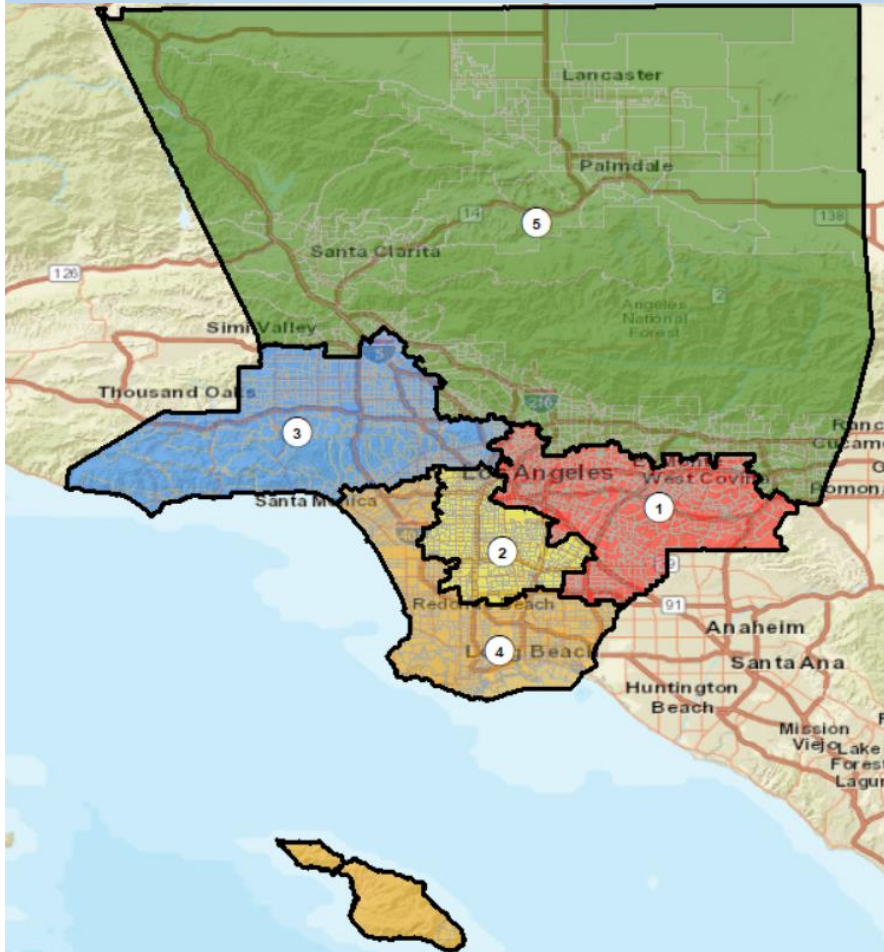 Lancaster
Palmdale
5
14
138
Santa Clarita
126
2
Angeles
National
Forest
Simi Valley
5
Thousand Oaks
210
3
Los Angeles
West Covina
Santa Monica
1
2
91
Redondo Beach
Anaheim
4
Long Beach
Santa Ana
Huntington
Beach
Mission
Viejo
Lake
Forest